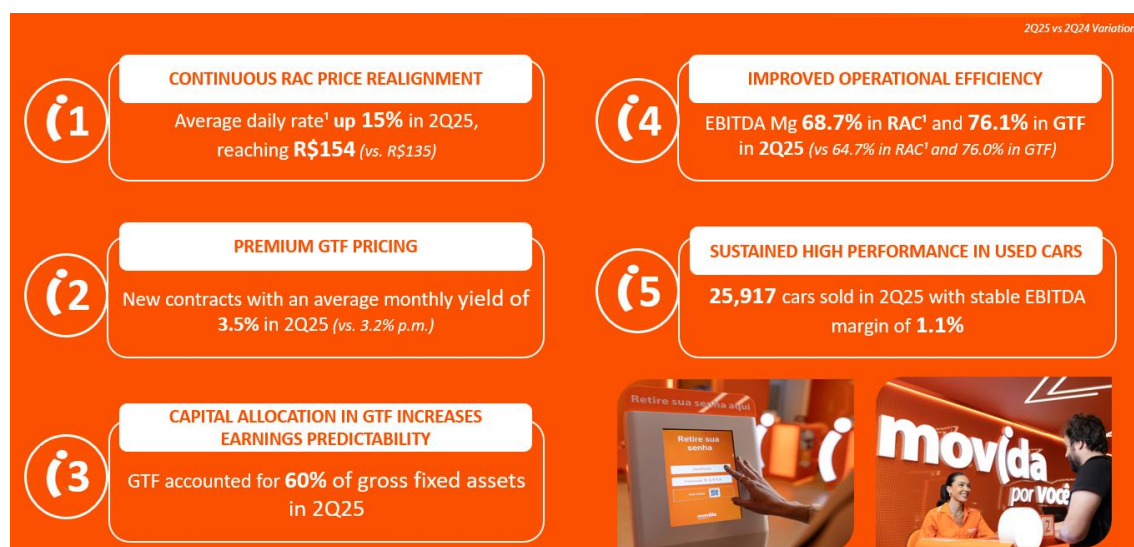 2Q25 vs 2Q24 Variation
1
CONTINUOUS RAC PRICE REALIGNMENT
Average daily rate¹ up 15% in 2Q25,
reaching R$154 (vs. R$135)
2
PREMIUM GTF PRICING
New contracts with an average monthly yield of
3.5% in 2Q25 (vs. 3.2% p.m.)
3
CAPITAL ALLOCATION IN GTF INCREASES
EARNINGS PREDICTABILITY
GTF accounted for 60% of gross fixed assets
in 2Q25
4
IMPROVED OPERATIONAL EFFICIENCY
EBITDA Mg 68.7% in RAC¹ and 76.1% in GTF
in 2Q25 (vs 64.7% in RAC¹ and 76.0% in GTF)
5
SUSTAINED HIGH PERFORMANCE IN USED CARS
25,917 cars sold in 2Q25 with stable EBITDA
margin of 1.1%
Retire sua senha aqui
Retire sua
senha
movida
movida
por você
2